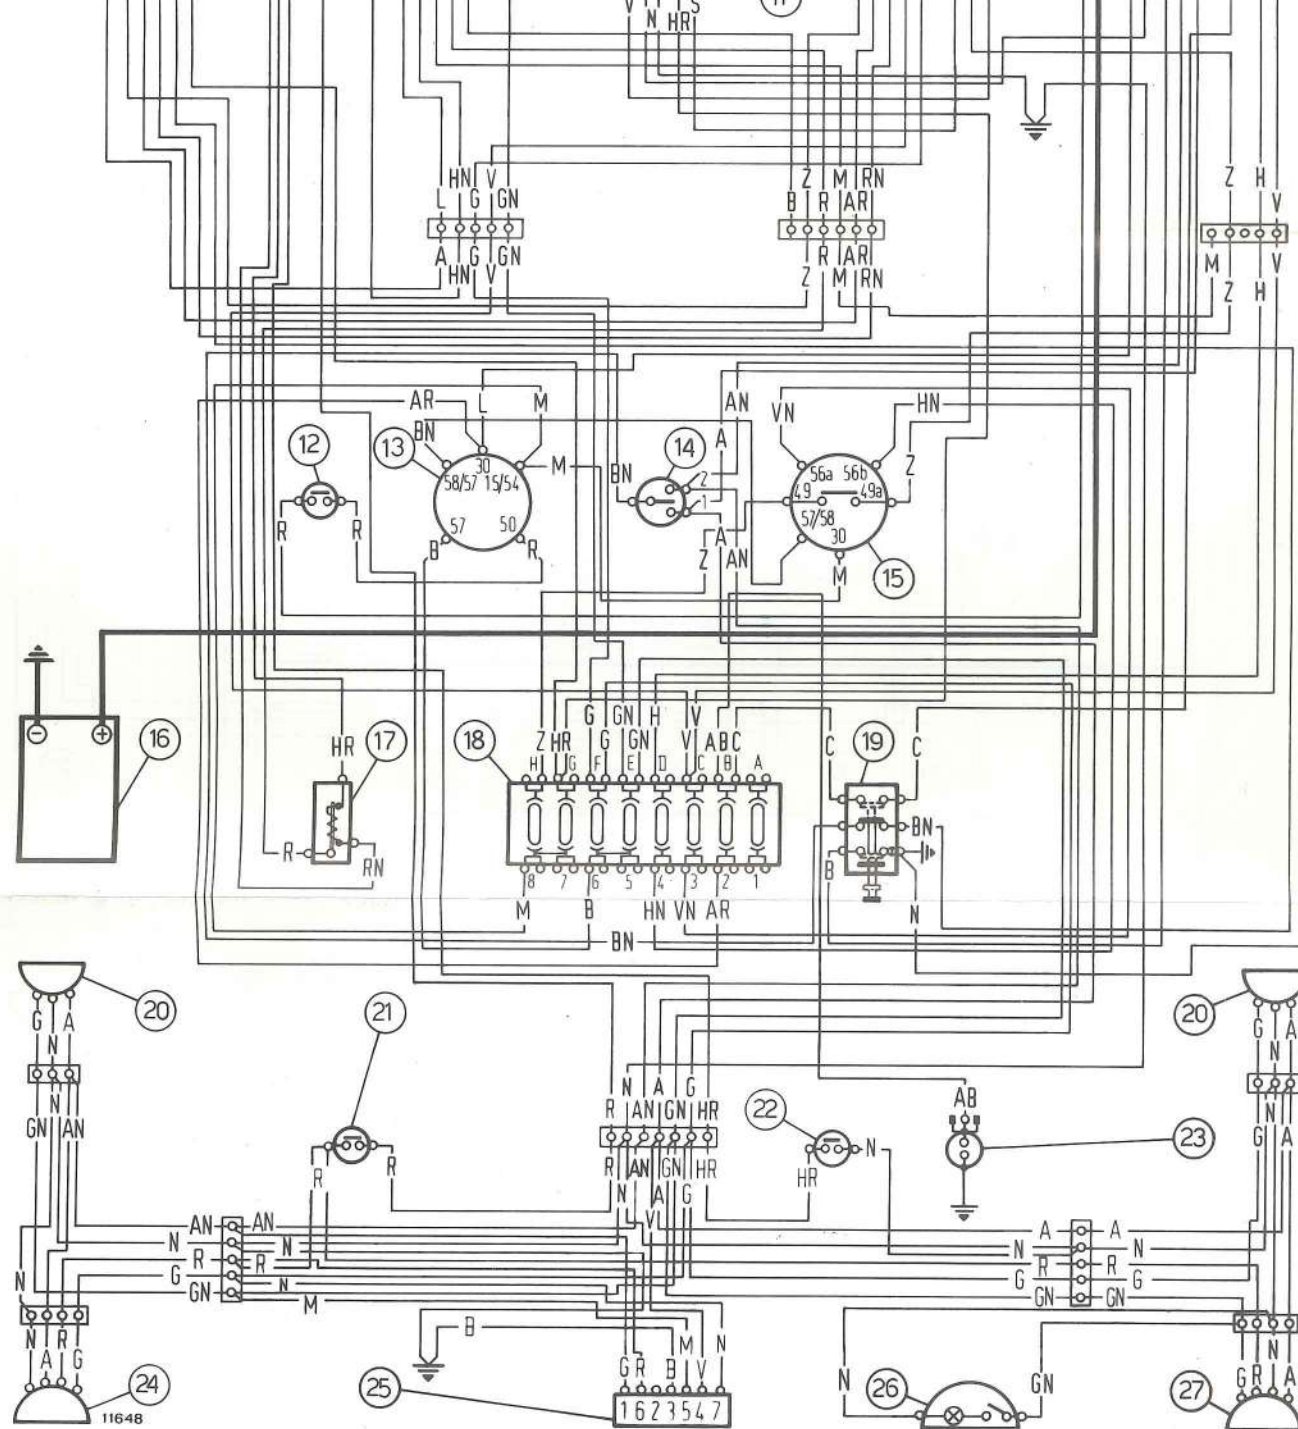 V N HR S
HN V
L G GN
A G GN
HN V
Z M RN
B R AR
R AR
Z M RN
Z H V
M V
Z H
AR L M
BN
AN
VN
HN
12
13
14
A
Z
30
58/57 15/54
M
BN
2
1
56a 56b
49 49a
57/58
30
R R
57 50
B R
A
Z AN
M
15
16
HR
17
18
G GN H V
Z HR G GN V A B C
H G F E D C B A
C
19
C
BN
B
R
RN
8 7 6 5 4 3 2 1
M B HN VN AR
N
BN
20
G A
N
21
20
G A
N
N A G
R AN GN HR
22
AB
N
GN AN
N
G A
R R
R AN GN HR
N A G
V
HR
N
23
AN AN
N N
R R
G N
GN M
A A
N N
R R
G G
GN GN
N
B
M N
N R
A G
24
11648
G R B V
25
1 6 2 3 5 4 7
N
26
GN
N
G R A
27